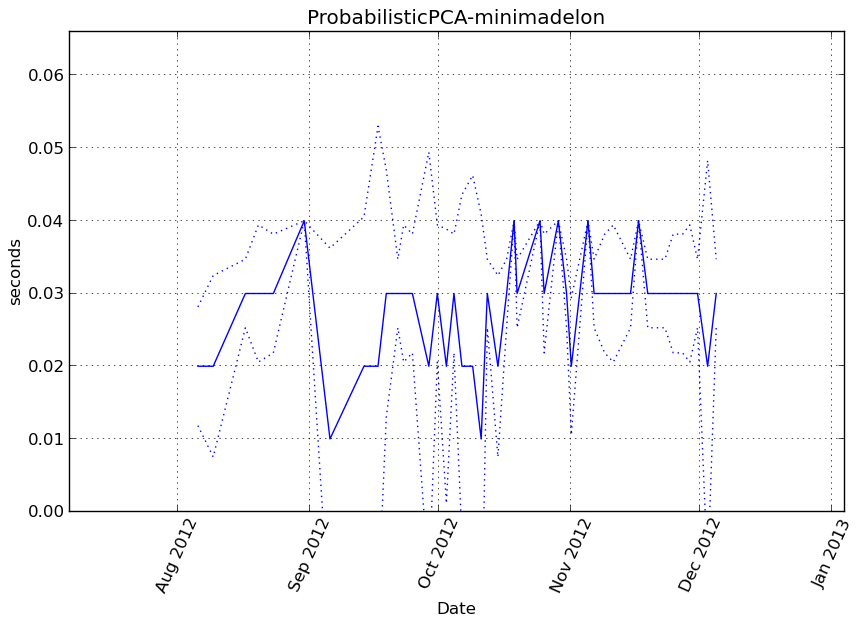 ProbabilisticPCA-minimadelon
0.06
0.05
0.04
0.03
0.02
0.01
0.00
seconds
Aug 2012
Sep 2012
Oct 2012
Nov 2012
Dec 2012
Jan 2013
Date